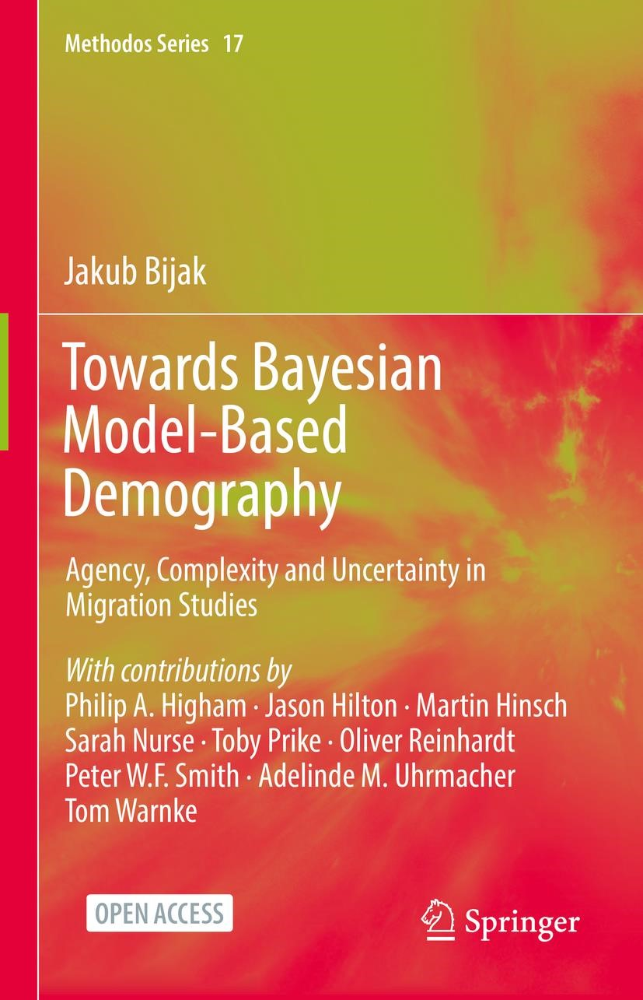 Methodos Series 17
Jakub Bijak
Towards Bayesian
Model-Based
Demography
Agency, Complexity and Uncertainty in
Migration Studies
With contributions by
Philip A. Higham · Jason Hilton · Martin Hinsch
Sarah Nurse · Toby Prike · Oliver Reinhardt
Peter W.F. Smith · Adelinde M. Uhrmacher
Tom Warnke
OPEN ACCESS
Springer